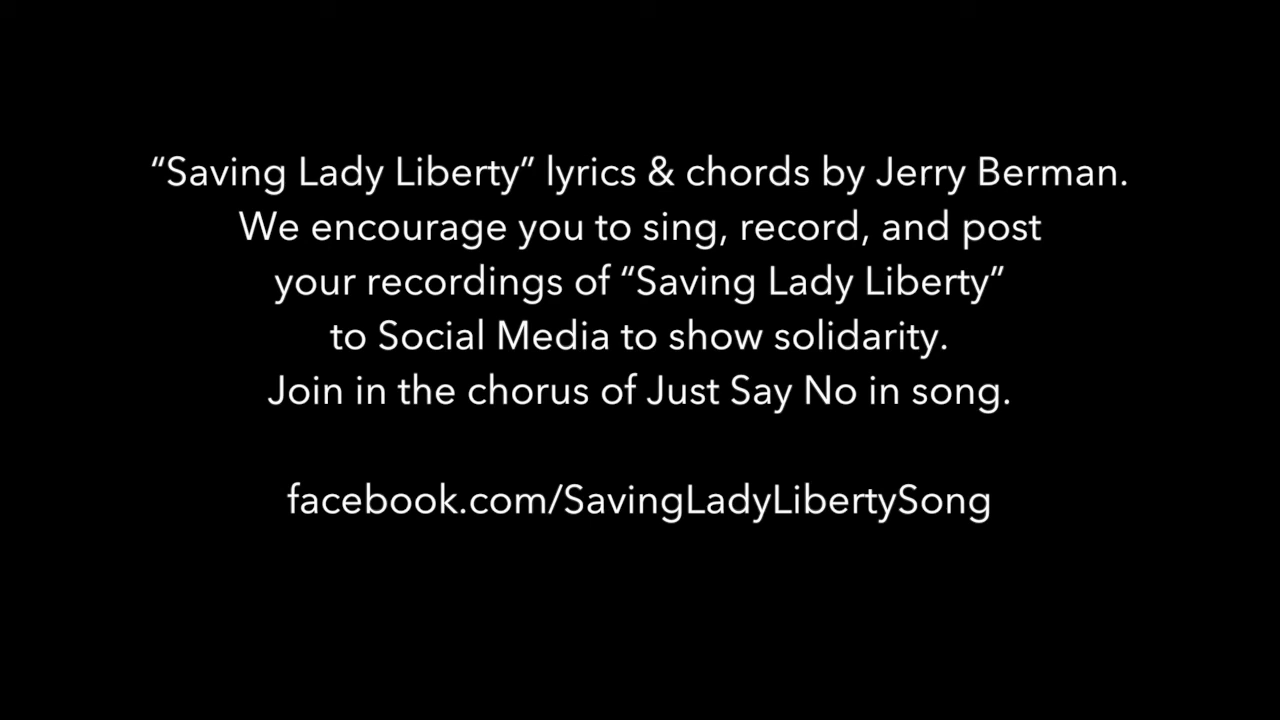 “Saving Lady Liberty” lyrics & chords by Jerry Berman.
We encourage you to sing, record, and post
your recordings of “Saving Lady Liberty”
to Social Media to show solidarity.
Join in the chorus of Just Say No in song.
facebook.com/SavingLadyLibertySong